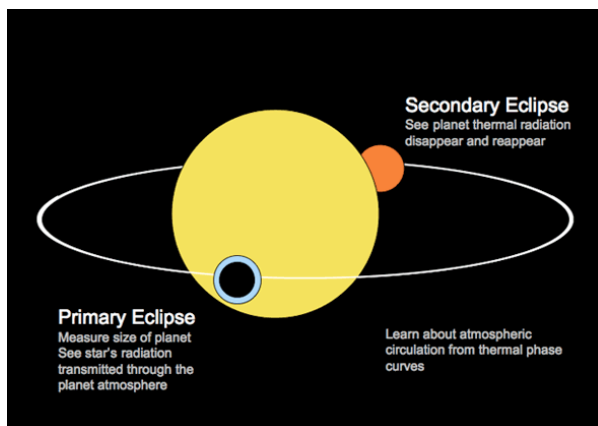 Secondary Eclipse
See planet thermal radiation
disappear and reappear
Primary Eclipse
Measure size of planet
See star's radiation
transmitted through the
planet atmosphere
Learn about atmospheric
circulation from thermal phase
curves